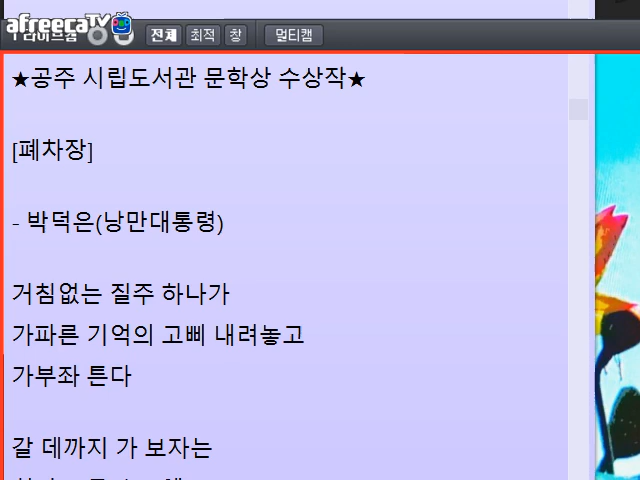 afreecaTV
전체 최적 창 멀티캠
★공주 시립도서관 문학상 수상작★
[폐차장]
- 박덕은(낭만대통령)
거침없는 질주 하나가
가파른 기억의 고삐 내려놓고
가부좌 튼다
갈 데까지 가 보자는